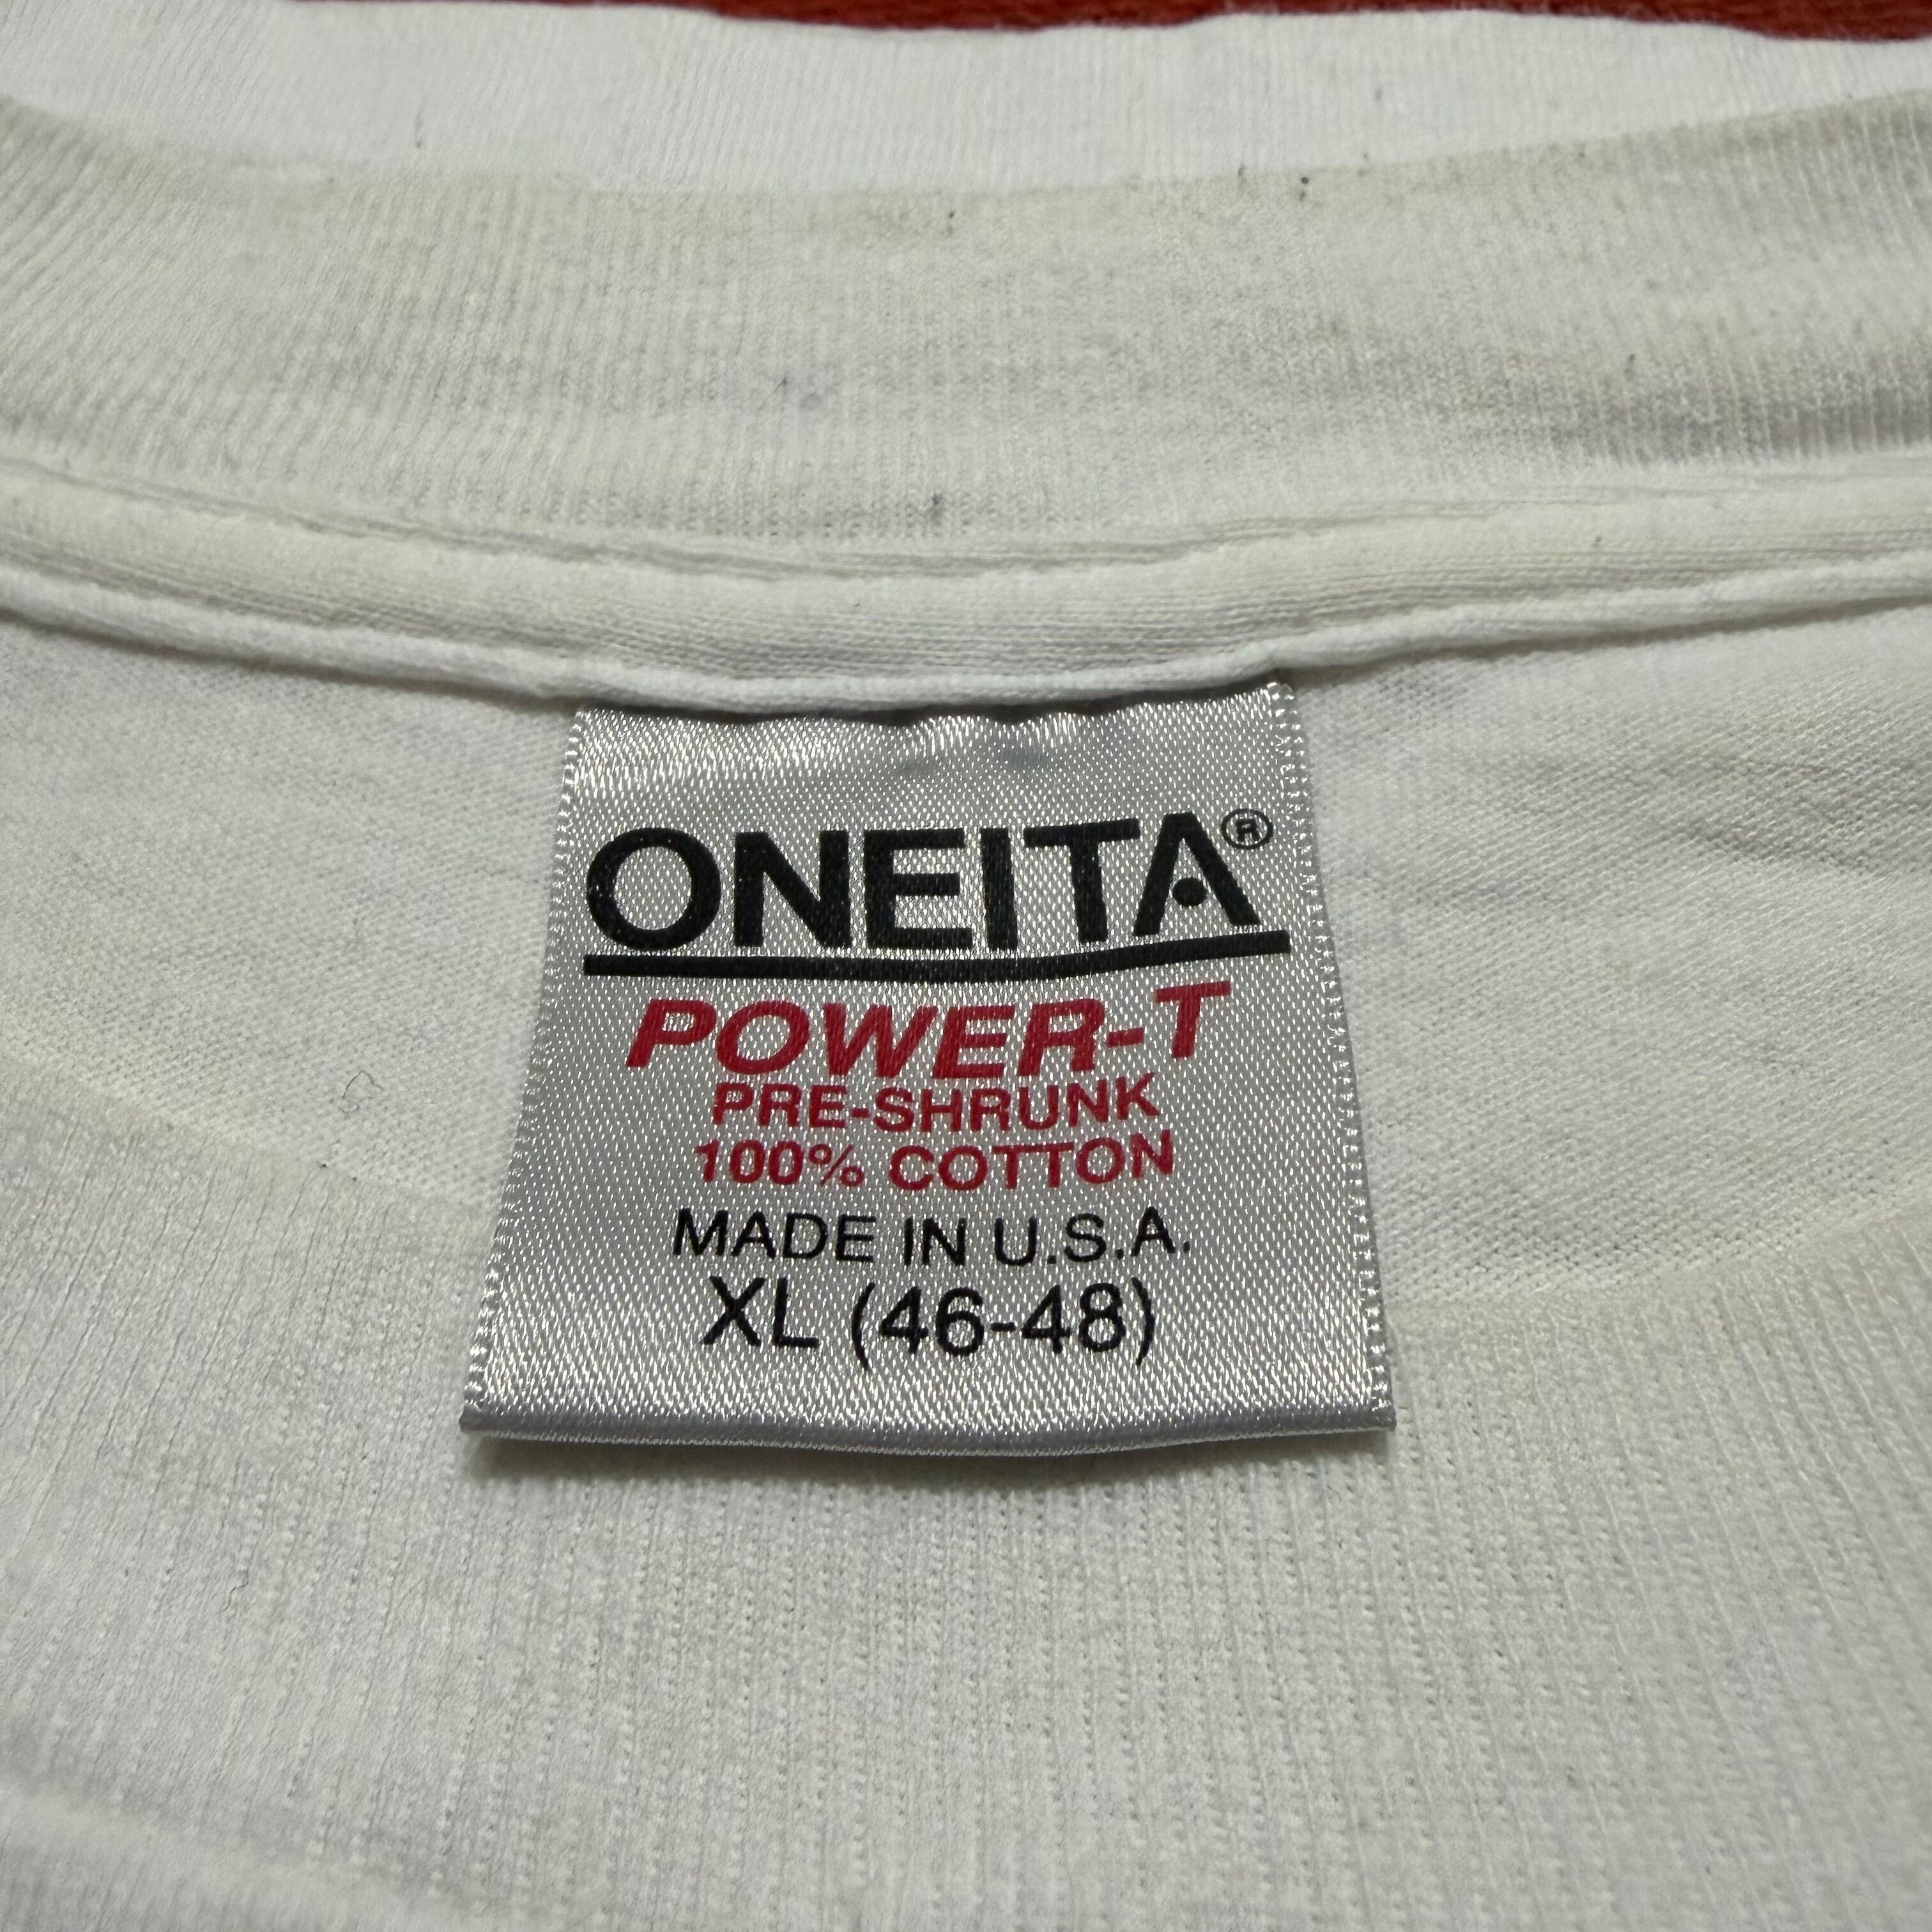 ONEITA®
POWER-T
PRE-SHRUNK
100% COTTON
MADE IN U.S.A.
XL (46-48)